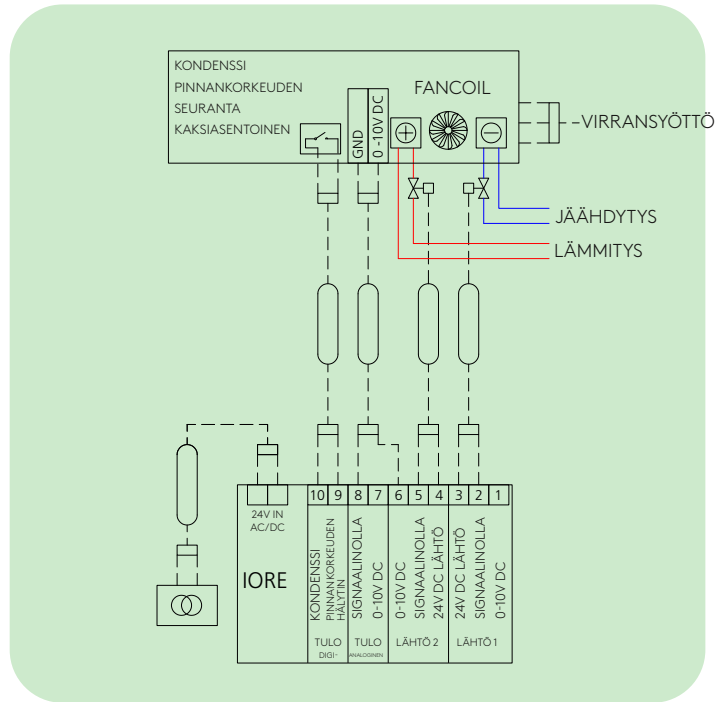 KONDENSSI
PINNANKORKEUDEN
SEURANTA
KAKSIASENTOINEN
GND
0 -10V DC
FANCOIL
VIRRANSYÖTTÖ
JÄÄHDYTYS
LÄMMITYS
10 9 8 7 6 5 4 3 2 1
24V IN
AC/DC
IORE
KONDENSSI
PINNANKORKEUDEN
HÄLYTIN
SIGNAALINOLLA
0-10V DC
0-10V DC
SIGNAALINOLLA
24V DC LÄHTÖ
24V DC LÄHTÖ
SIGNAALINOLLA
0-10V DC
TULO
DIGI-
TULO
ANALOGINEN
LÄHTÖ 2
LÄHTÖ 1